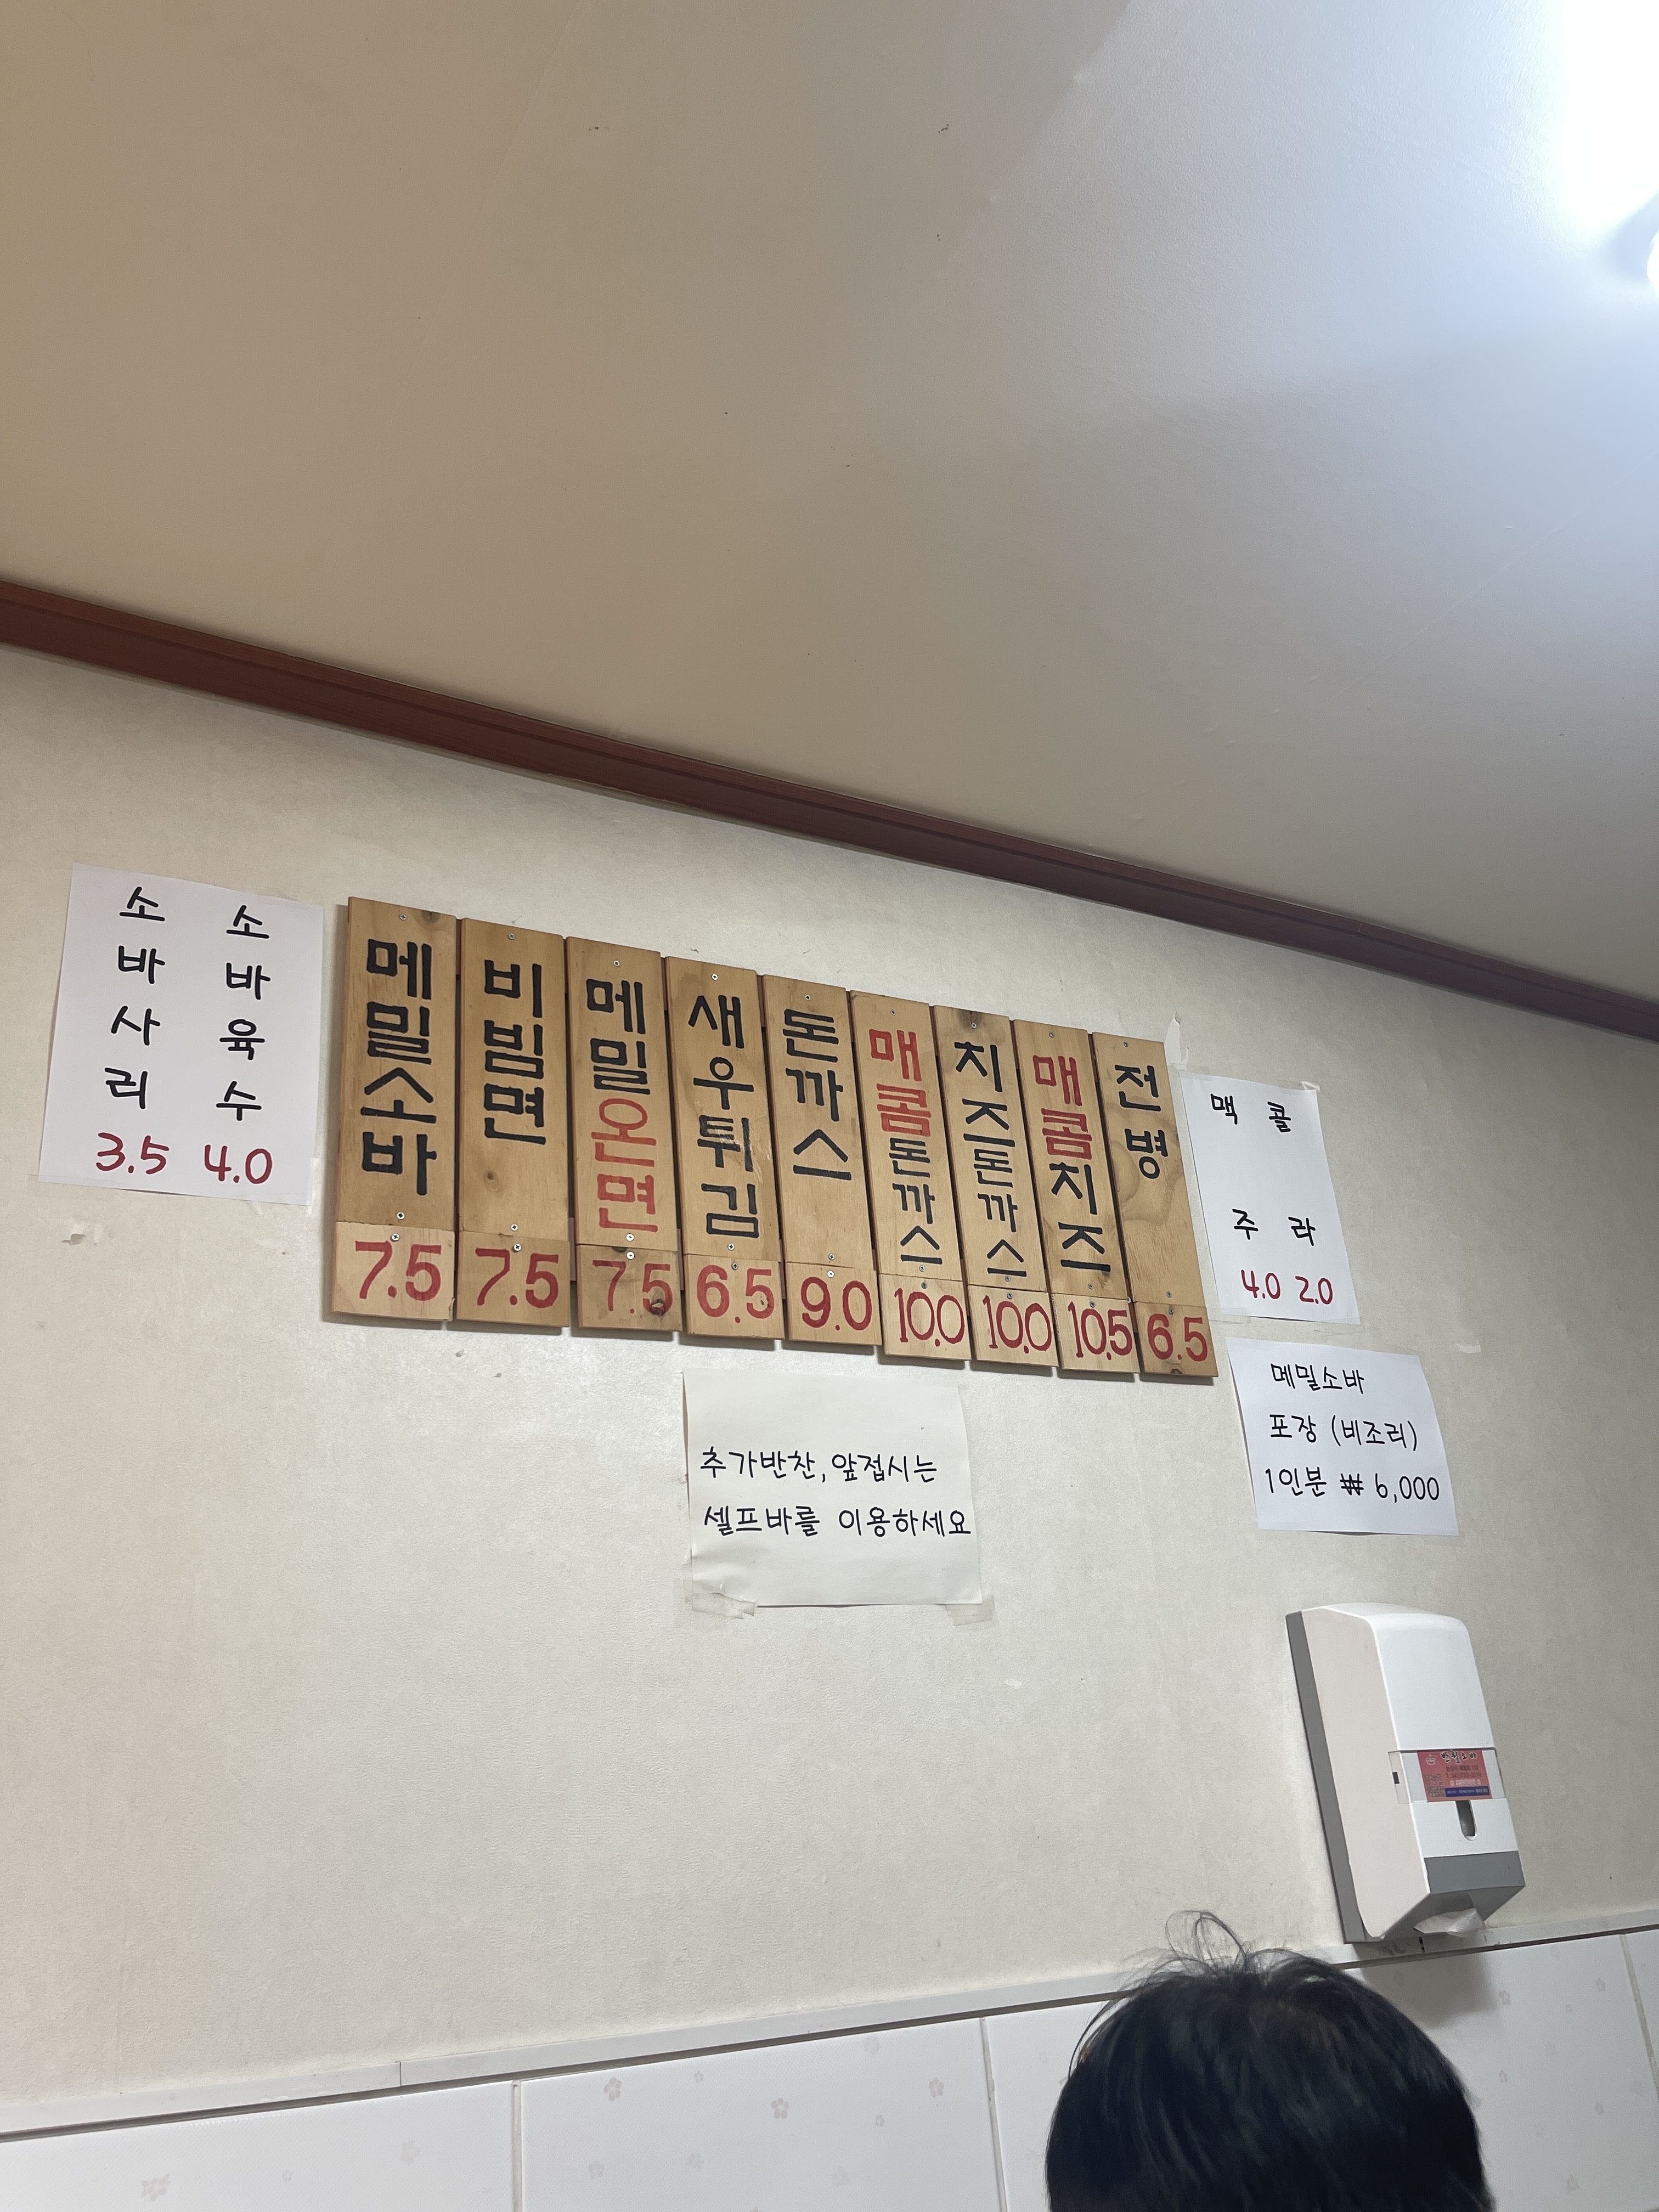 소바사리 3.5
소바육수 4.0
메밀소바 7.5
비빔면 7.5
메밀온면 7.5
새우튀김 6.5
돈까스 9.0
매콤돈까스 10.0
치즈돈까스 10.0
매콤치즈 10.5
전병 6.5
맥주 4.0
콜라 2.0
추가반찬, 앞접시는
셀프바를 이용하세요
메밀소바
포장 (비조리)
1인분 ₩ 6,000